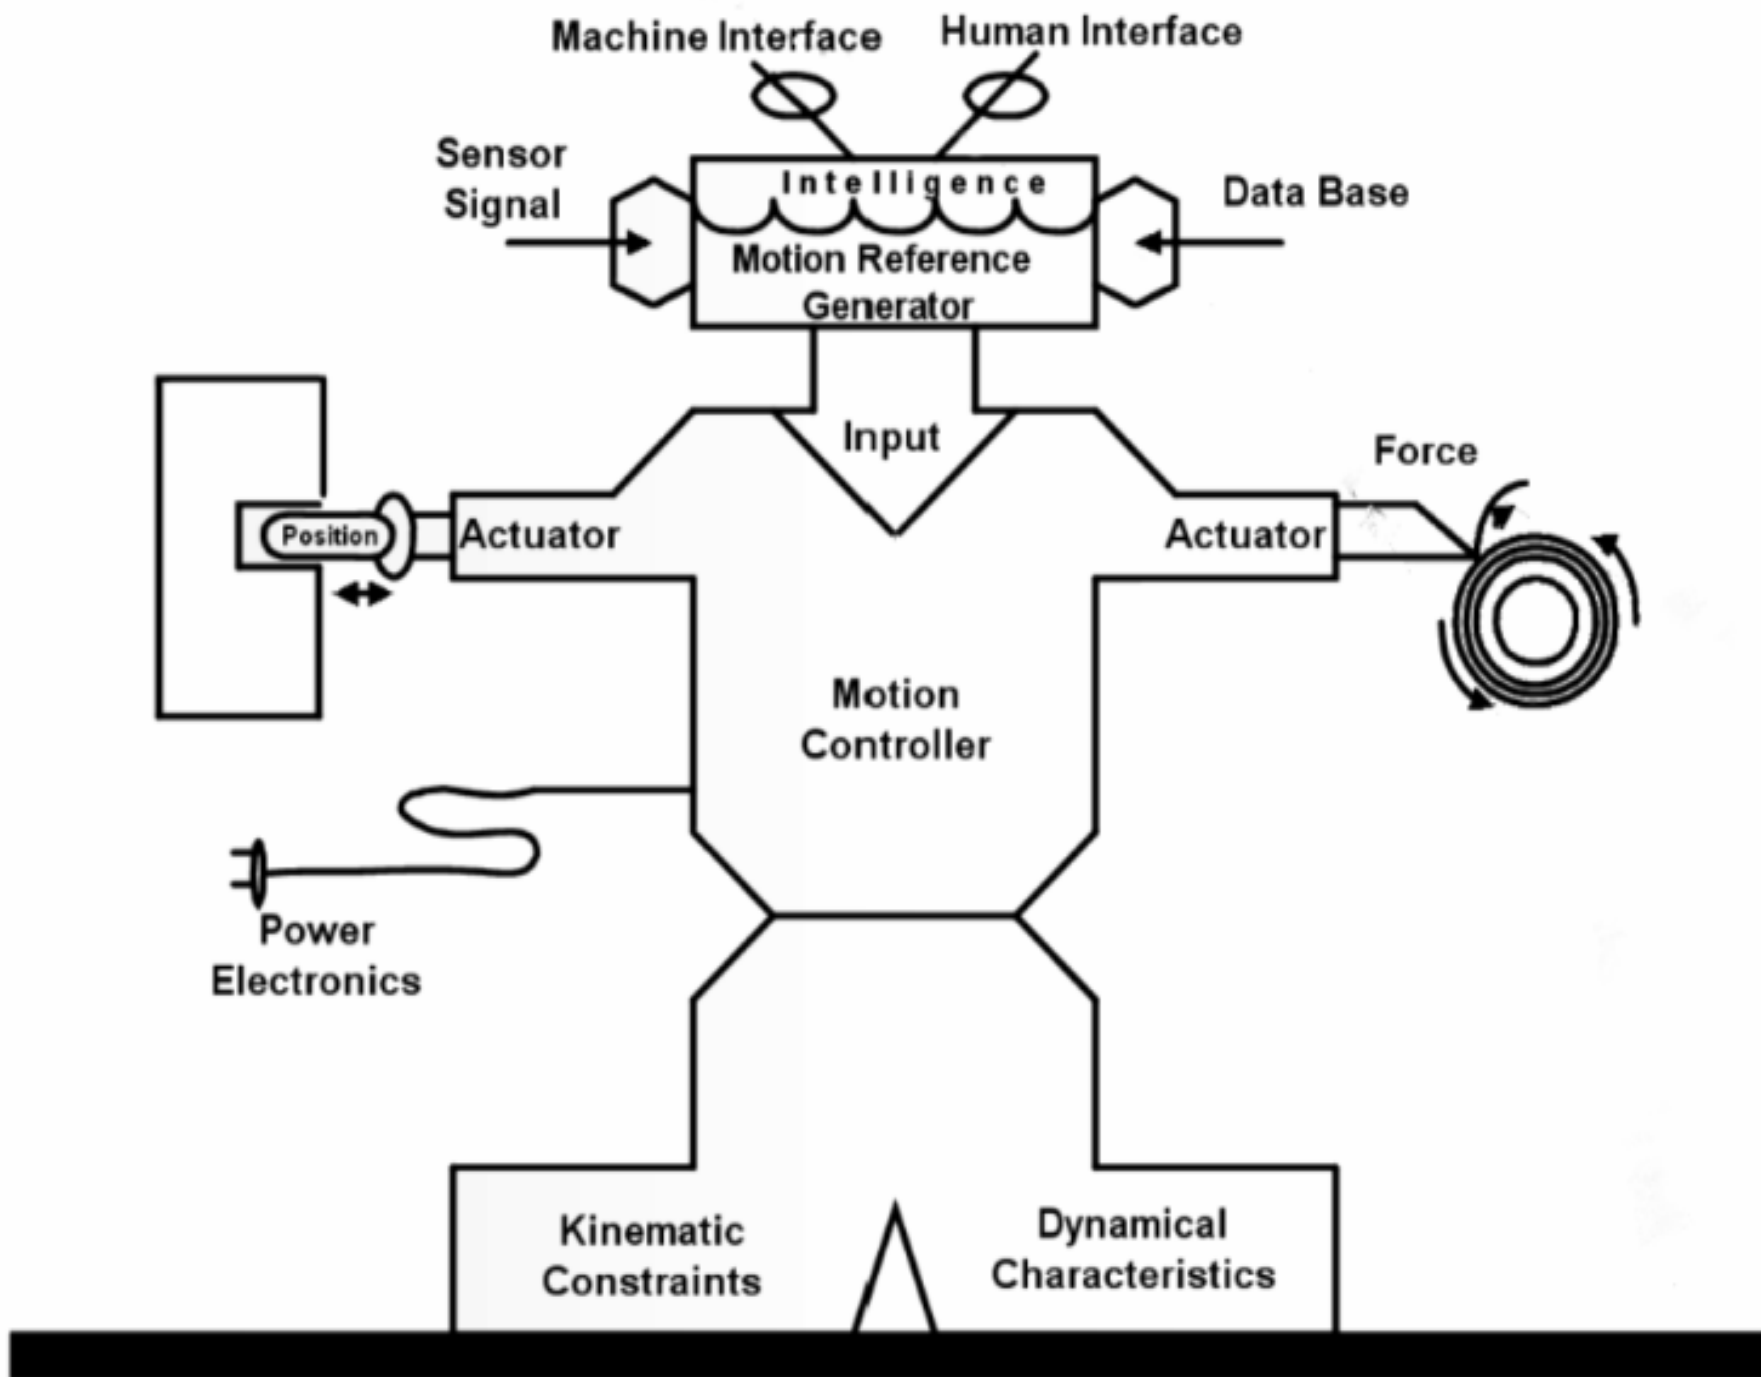 Machine Interface
Human Interface
Sensor
Signal
Intelligence
Data Base
Motion Reference
Generator
Input
Force
Position
Actuator
Actuator
Motion
Controller
Power
Electronics
Kinematic
Constraints
Dynamical
Characteristics